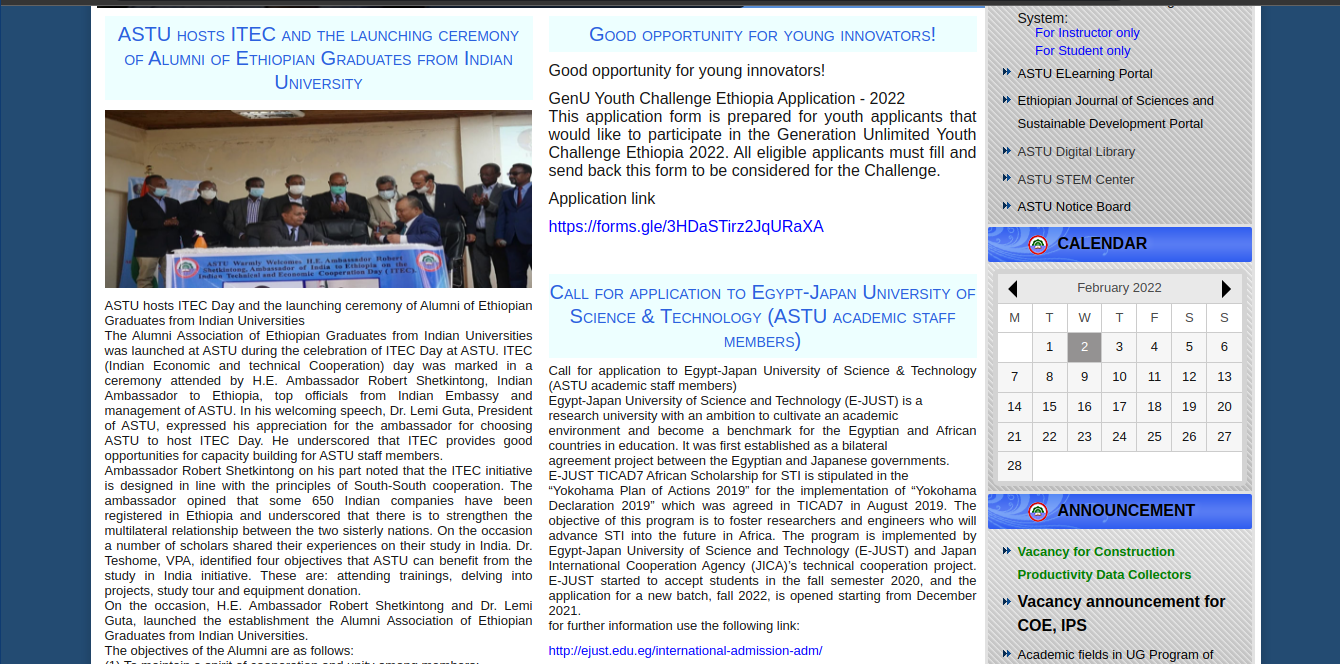 ASTU HOSTS ITEC AND THE LAUNCHING CEREMONY
OF ALUMNI OF ETHIOPIAN GRADUATES FROM INDIAN
UNIVERSITY
ASTU Warmly Welcomes H.E. Ambassador Robert
Shetkintong, Ambassador of India to Ethiopia on the
Indian Technical and Economic Cooperation Day (ITEC)
ASTU hosts ITEC Day and the launching ceremony of Alumni of Ethiopian
Graduates from Indian Universities
The Alumni Association of Ethiopian Graduates from Indian Universities
was launched at ASTU during the celebration of ITEC Day at ASTU. ITEC
(Indian Economic and technical Cooperation) day was marked in a
ceremony attended by H.E. Ambassador Robert Shetkintong, Indian
Ambassador to Ethiopia, top officials from Indian Embassy and
management of ASTU. In his welcoming speech, Dr. Lemi Guta, President
of ASTU, expressed his appreciation for the ambassador for choosing
ASTU to host ITEC Day. He underscored that ITEC provides good
opportunities for capacity building for ASTU staff members.
Ambassador Robert Shetkintong on his part noted that the ITEC initiative
is designed in line with the principles of South-South cooperation. The
ambassador opined that some 650 Indian companies have been
registered in Ethiopia and underscored that there is to strengthen the
multilateral relationship between the two sisterly nations. On the occasion
a number of scholars shared their experiences on their study in India. Dr.
Teshome, VPA, identified four objectives that ASTU can benefit from the
study in India initiative. These are: attending trainings, delving into
projects, study tour and equipment donation.
On the occasion, H.E. Ambassador Robert Shetkintong and Dr. Lemi
Guta, launched the establishment the Alumni Association of Ethiopian
Graduates from Indian Universities.
The objectives of the Alumni are as follows:
(1) To maintain a spirit of cooperation and unity among members;
GOOD OPPORTUNITY FOR YOUNG INNOVATORS!
Good opportunity for young innovators!
GenU Youth Challenge Ethiopia Application - 2022
This application form is prepared for youth applicants that
would like to participate in the Generation Unlimited Youth
Challenge Ethiopia 2022. All eligible applicants must fill and
send back this form to be considered for the Challenge.
Application link
https://forms.gle/3HDaSTirz2JqURaXA
CALL FOR APPLICATION TO EGYPT-JAPAN UNIVERSITY OF
SCIENCE & TECHNOLOGY (ASTU ACADEMIC STAFF
MEMBERS)
Call for application to Egypt-Japan University of Science & Technology
(ASTU academic staff members)
Egypt-Japan University of Science and Technology (E-JUST) is a
research university with an ambition to cultivate an academic
environment and become a benchmark for the Egyptian and African
countries in education. It was first established as a bilateral
agreement project between the Egyptian and Japanese governments.
E-JUST TICAD7 African Scholarship for STI is stipulated in the
“Yokohama Plan of Actions 2019” for the implementation of “Yokohama
Declaration 2019” which was agreed in TICAD7 in August 2019. The
objective of this program is to foster researchers and engineers who will
advance STI into the future in Africa. The program is implemented by
Egypt-Japan University of Science and Technology (E-JUST) and Japan
International Cooperation Agency (JICA)’s technical cooperation project.
E-JUST started to accept students in the fall semester 2020, and the
application for a new batch, fall 2022, is opened starting from December
2021.
for further information use the following link:
http://ejust.edu.eg/international-admission-adm/
System:
For Instructor only
For Student only
ASTU ELearning Portal
Ethiopian Journal of Sciences and
Sustainable Development Portal
ASTU Digital Library
ASTU STEM Center
ASTU Notice Board
CALENDAR
February 2022
M T W T F S S
1 2 3 4 5 6
7 8 9 10 11 12 13
14 15 16 17 18 19 20
21 22 23 24 25 26 27
28
ANNOUNCEMENT
Vacancy for Construction
Productivity Data Collectors
Vacancy announcement for
COE, IPS
Academic fields in UG Program of